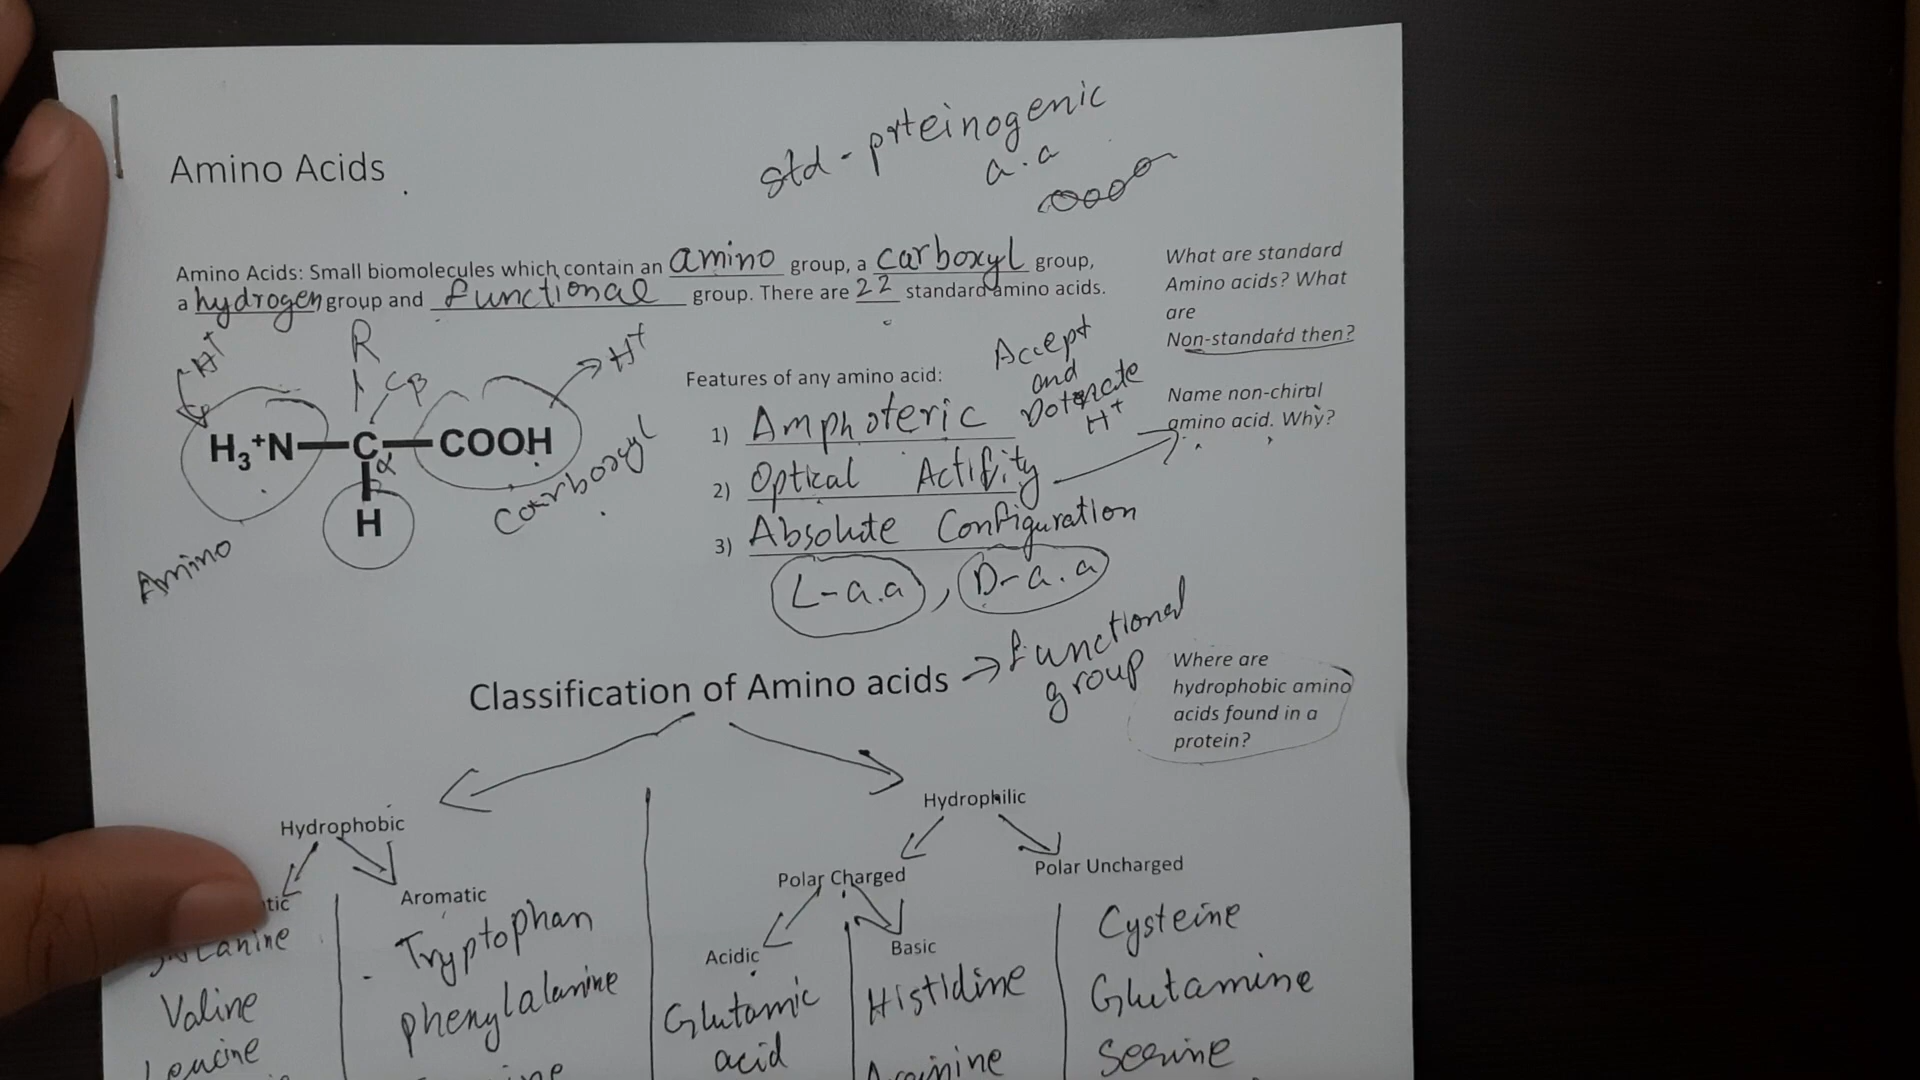 std - prteinogenic
a.a
Amino Acids
Amino Acids: Small biomolecules which contain an amino group, a carboxyl group,
a hydrogen group and functional group. There are 22 standard amino acids.
What are standard
Amino acids? What
are
Non-standard then?
H+
R
Cβ
H+
H3+N—C—COOH
α
H
Amino
Carboxyl
Features of any amino acid:
Accept
and
H+
1) Amphoteric
2) Optical Actifity
3) Absolute Configuration
L-a.a, D-a.a
Name non-chiral
amino acid. Why?
Classification of Amino acids → functional
group
Where are
hydrophobic amino
acids found in a
protein?
Hydrophobic
Hydrophilic
Aromatic
Tryptophan
phenylalanine
Valine
Leucine
Polar Charged
Polar Uncharged
Acidic
Glutamic
acid
Basic
Histidine
Cysteine
Glutamine
Serine